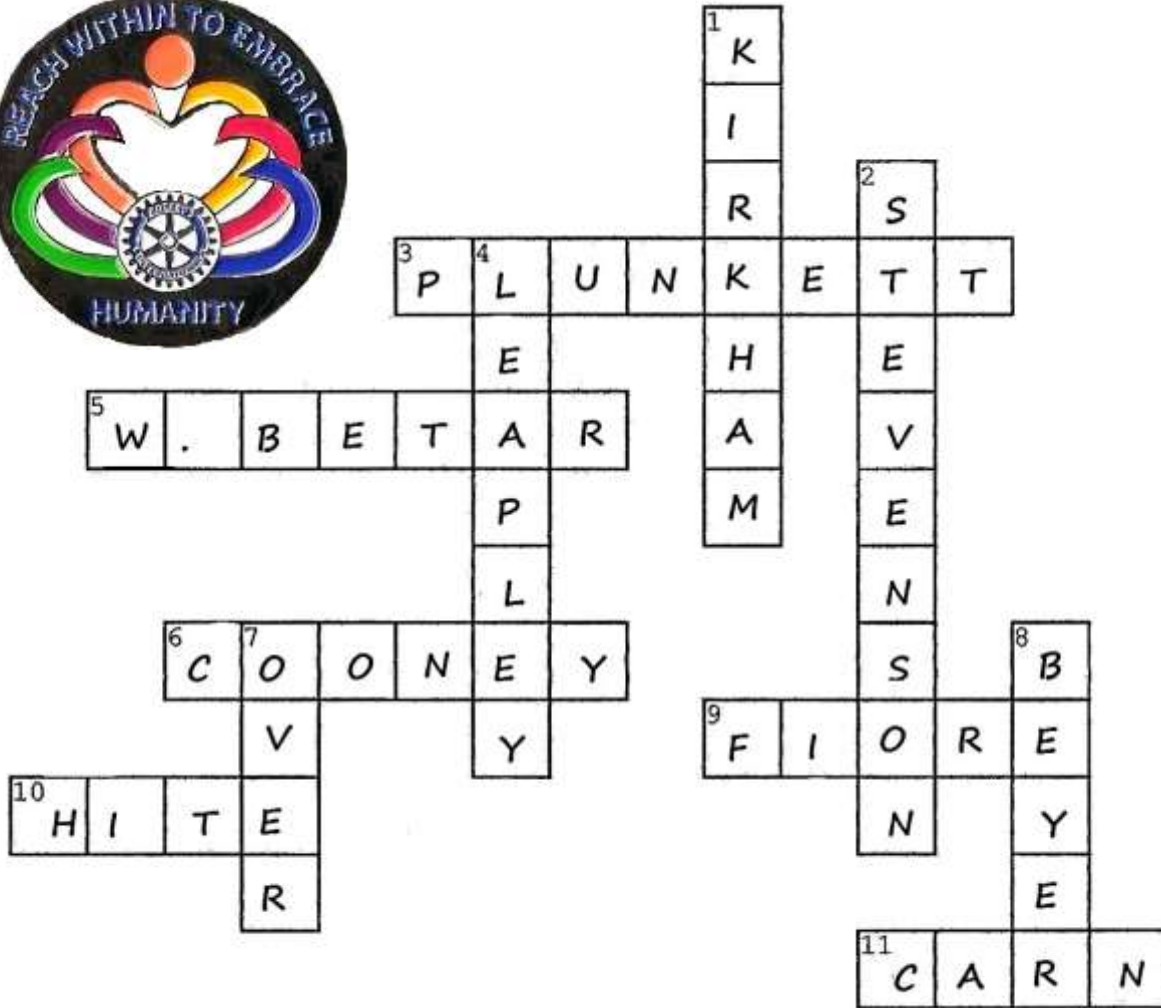 REACH WITHIN TO EMBRACE
HUMANITY
1 K
I
R
2 S
3 P 4 L U N K E T T
E H E
5 W . B E T A R A V
P M E
L N
6 C 7 O O N E Y S 8 B
V Y 9 F I O R E
10 H I T E N Y
R E
11 C A R N